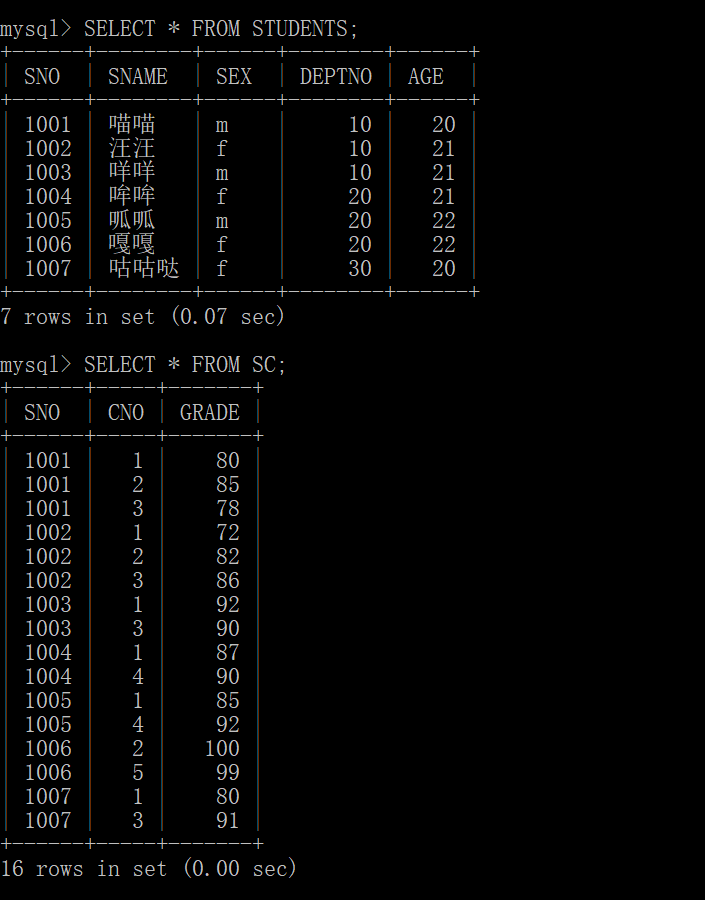 mysql> SELECT * FROM STUDENTS;
+------+--------+------+--------+------+
| SNO | SNAME | SEX | DEPTNO | AGE |
+------+--------+------+--------+------+
| 1001 | 喵喵 | m | 10 | 20 |
| 1002 | 汪汪 | f | 10 | 21 |
| 1003 | 咩咩 | m | 10 | 21 |
| 1004 | 哞哞 | f | 20 | 21 |
| 1005 | 呱呱 | m | 20 | 22 |
| 1006 | 嘎嘎 | f | 20 | 22 |
| 1007 | 咕咕哒 | f | 30 | 20 |
+------+--------+------+--------+------+
7 rows in set (0.07 sec)
mysql> SELECT * FROM SC;
+------+-----+-------+
| SNO | CNO | GRADE |
+------+-----+-------+
| 1001 | 1 | 80 |
| 1001 | 2 | 85 |
| 1001 | 3 | 78 |
| 1002 | 1 | 72 |
| 1002 | 2 | 82 |
| 1002 | 3 | 86 |
| 1003 | 1 | 92 |
| 1003 | 3 | 90 |
| 1004 | 1 | 87 |
| 1004 | 4 | 90 |
| 1005 | 1 | 85 |
| 1005 | 4 | 92 |
| 1006 | 2 | 100 |
| 1006 | 5 | 99 |
| 1007 | 1 | 80 |
| 1007 | 3 | 91 |
+------+-----+-------+
16 rows in set (0.00 sec)